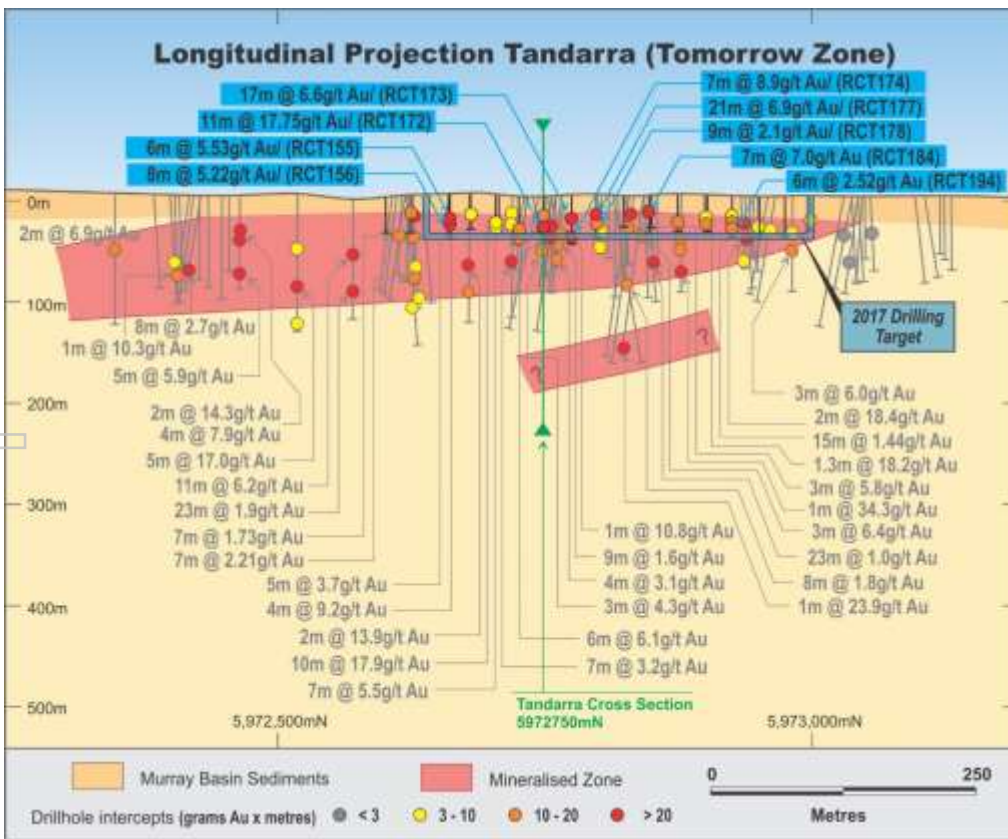 Longitudinal Projection Tandarra (Tomorrow Zone)
17m @ 6.6g/t Au/ (RCT173)
11m @ 17.75g/t Au/ (RCT172)
6m @ 5.53g/t Au/ (RCT155)
8m @ 5.22g/t Au/ (RCT156)
7m @ 8.9g/t Au/ (RCT174)
21m @ 6.9g/t Au/ (RCT177)
9m @ 2.1g/t Au/ (RCT178)
7m @ 7.0g/t Au (RCT184)
6m @ 2.52g/t Au (RCT194)
0m
100m
200m
300m
400m
500m
2m @ 6.9g/t Au
8m @ 2.7g/t Au
1m @ 10.3g/t Au
5m @ 5.9g/t Au
2m @ 14.3g/t Au
4m @ 7.9g/t Au
5m @ 17.0g/t Au
11m @ 6.2g/t Au
23m @ 1.9g/t Au
7m @ 1.73g/t Au
7m @ 2.21g/t Au
5m @ 3.7g/t Au
4m @ 9.2g/t Au
2m @ 13.9g/t Au
10m @ 17.9g/t Au
7m @ 5.5g/t Au
? ?
2017 Drilling
Target
3m @ 6.0g/t Au
2m @ 18.4g/t Au
15m @ 1.44g/t Au
1.3m @ 18.2g/t Au
3m @ 5.8g/t Au
1m @ 34.3g/t Au
3m @ 6.4g/t Au
23m @ 1.0g/t Au
8m @ 1.8g/t Au
1m @ 23.9g/t Au
1m @ 10.8g/t Au
9m @ 1.6g/t Au
4m @ 3.1g/t Au
3m @ 4.3g/t Au
6m @ 6.1g/t Au
7m @ 3.2g/t Au
Tandarra Cross Section
5972750mN
5,972,500mN
5,973,000mN
Murray Basin Sediments
Mineralised Zone
0 250
Metres
Drillhole intercepts (grams Au x metres) < 3 3 - 10 10 - 20 > 20